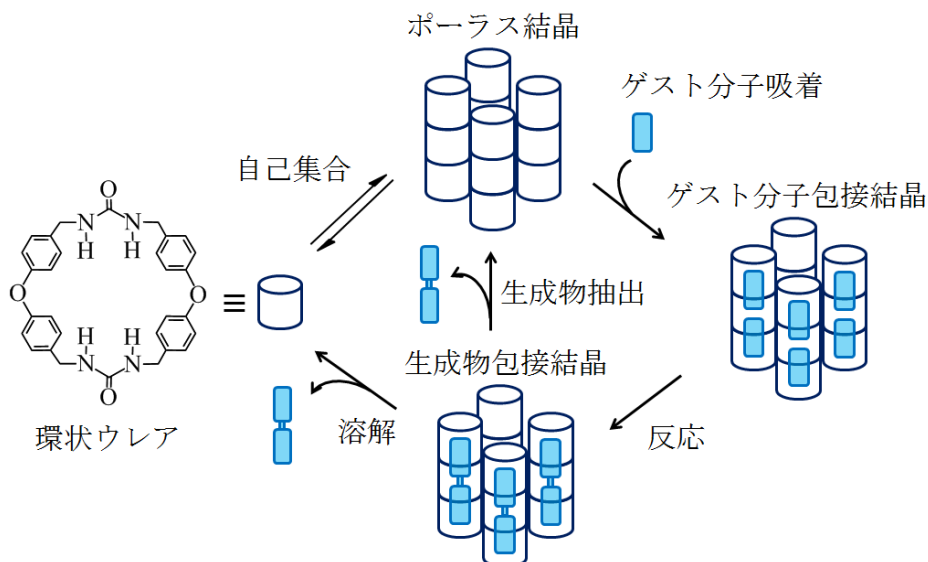 ポーラス結晶
ゲスト分子吸着
自己集合
ゲスト分子包接結晶
O
N
N
H
H
O
O
≡
H
H
N
N
O
環状ウレア
生成物抽出
生成物包接結晶
溶解
反応